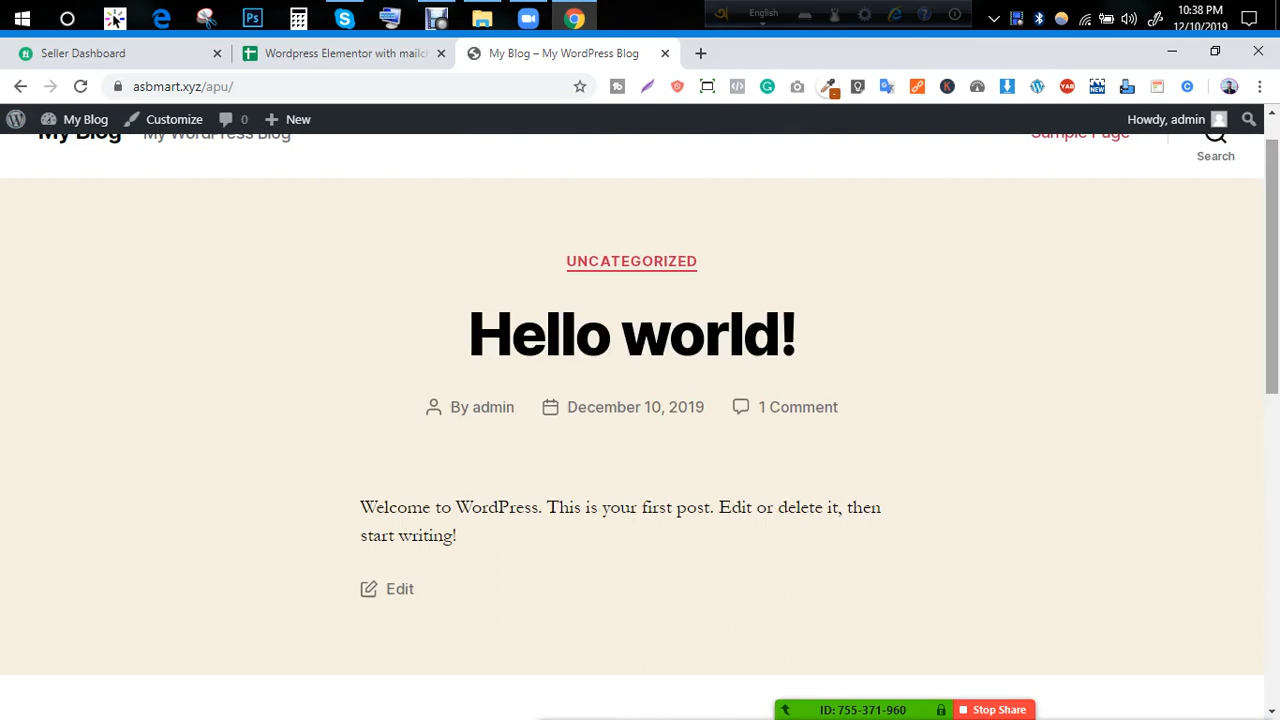 English
10:38 PM
12/10/2019
Seller Dashboard
Wordpress Elementor with mailch
My Blog – My WordPress Blog
asbmart.xyz/apu/
My Blog
Customize
0
New
Howdy, admin
My Blog
My WordPress Blog
Sample Page
Search
UNCATEGORIZED
Hello world!
By admin
December 10, 2019
1 Comment
Welcome to WordPress. This is your first post. Edit or delete it, then
start writing!
Edit
ID: 755-371-960
Stop Share